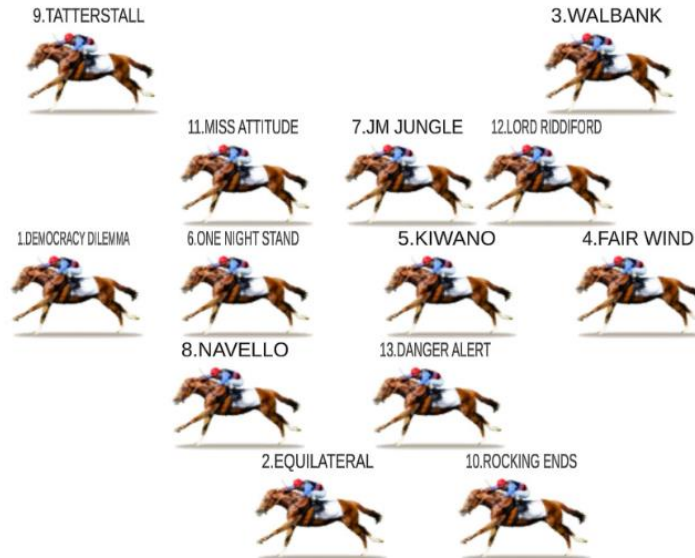 9.TATTERSTALL
3.WALBANK
11.MISS ATTITUDE
7.JM JUNGLE
12.LORD RIDDIFORD
1.DEMOCRACY DILEMMA
6.ONE NIGHT STAND
5.KIWANO
4.FAIR WIND
8.NAVELLO
13.DANGER ALERT
2.EQUILATERAL
10.ROCKING ENDS